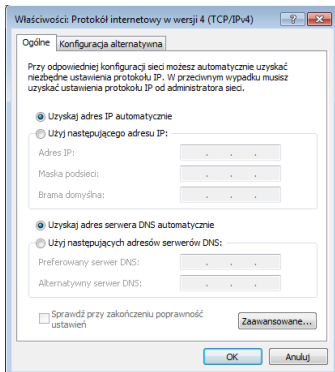 Właściwości: Protokół internetowy w wersji 4 (TCP/IPv4)
Ogólne
Konfiguracja alternatywna
Przy odpowiedniej konfiguracji sieci możesz automatycznie uzyskać
niezbędne ustawienia protokołu IP. W przeciwnym wypadku musisz
uzyskać ustawienia protokołu IP od administratora sieci.
Uzyskaj adres IP automatycznie
Użyj następującego adresu IP:
Adres IP:
Maska podsieci:
Brama domyślna:
Uzyskaj adres serwera DNS automatycznie
Użyj następujących adresów serwerów DNS:
Preferowany serwer DNS:
Alternatywny serwer DNS:
Sprawdź przy zakończeniu poprawność
ustawień
Zaawansowane...
OK
Anuluj